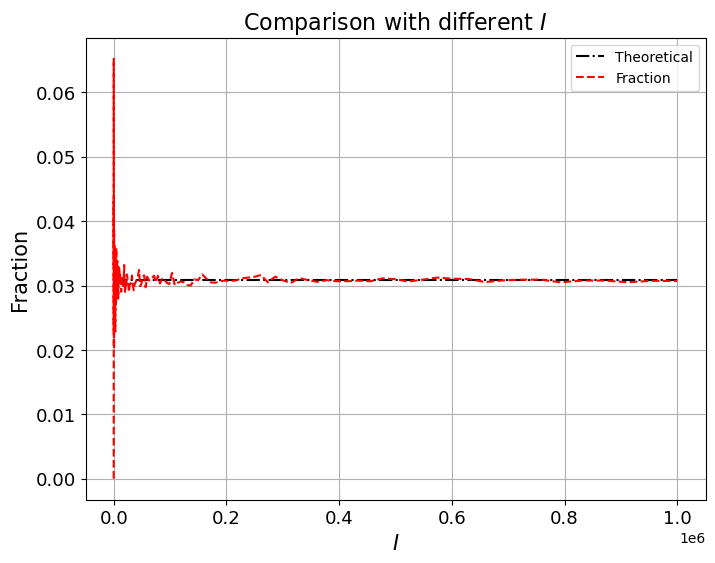 Comparison with different I
Theoretical
Fraction
0.06
0.05
0.04
0.03
0.02
0.01
0.00
Fraction
0.0 0.2 0.4 0.6 0.8 1.0
1e6
I